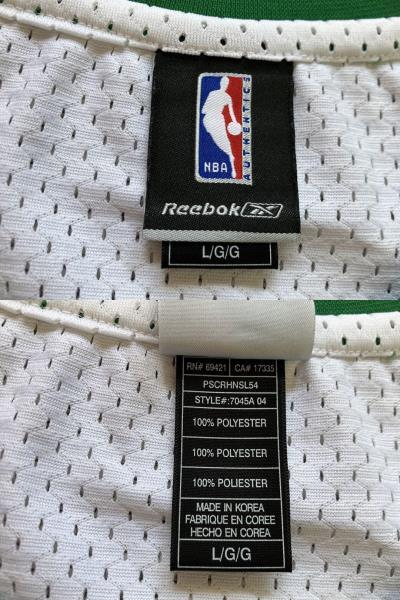 NBA
AUTHENTICS
Reebok
L/G/G
RN# 69421 CA# 17335
PSCRHNSL54
STYLE#:7045A 04
100% POLYESTER
100% POLYESTER
100% POLYESTER
MADE IN KOREA
FABRIQUE EN COREE
HECHO EN COREA
L/G/G